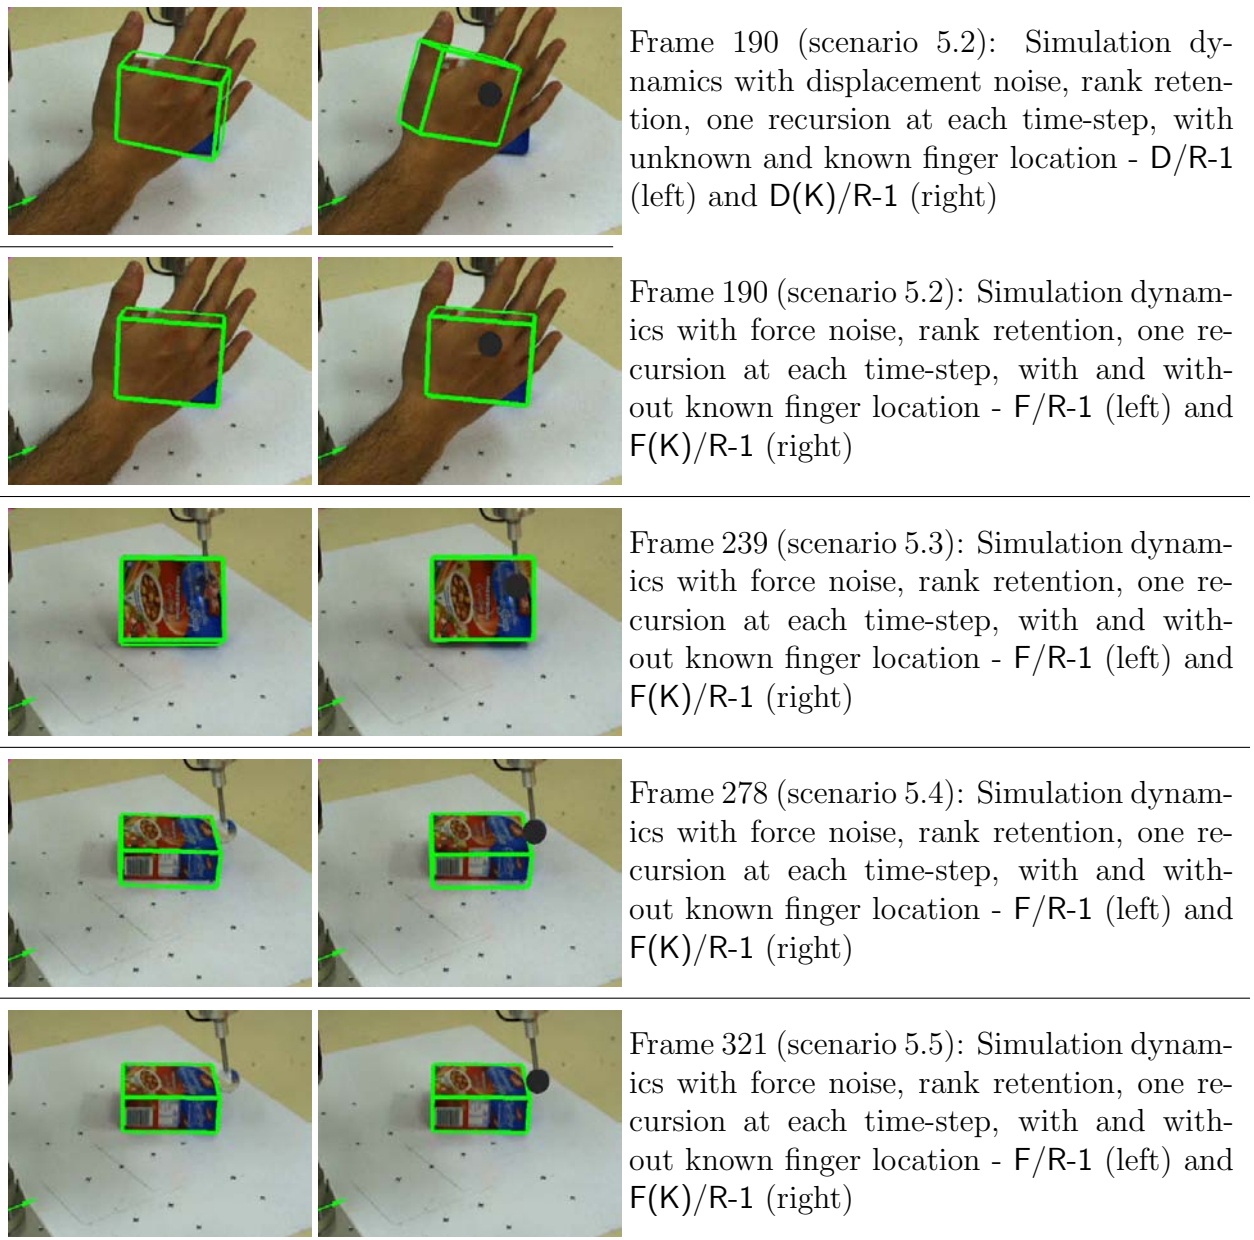 Frame 190 (scenario 5.2): Simulation dy-
namics with displacement noise, rank reten-
tion, one recursion at each time-step, with
unknown and known finger location - D/R-1
(left) and D(K)/R-1 (right)
Frame 190 (scenario 5.2): Simulation dynam-
ics with force noise, rank retention, one re-
cursion at each time-step, with and with-
out known finger location - F/R-1 (left) and
F(K)/R-1 (right)
Frame 239 (scenario 5.3): Simulation dynam-
ics with force noise, rank retention, one re-
cursion at each time-step, with and with-
out known finger location - F/R-1 (left) and
F(K)/R-1 (right)
Frame 278 (scenario 5.4): Simulation dynam-
ics with force noise, rank retention, one re-
cursion at each time-step, with and with-
out known finger location - F/R-1 (left) and
F(K)/R-1 (right)
Frame 321 (scenario 5.5): Simulation dynam-
ics with force noise, rank retention, one re-
cursion at each time-step, with and with-
out known finger location - F/R-1 (left) and
F(K)/R-1 (right)